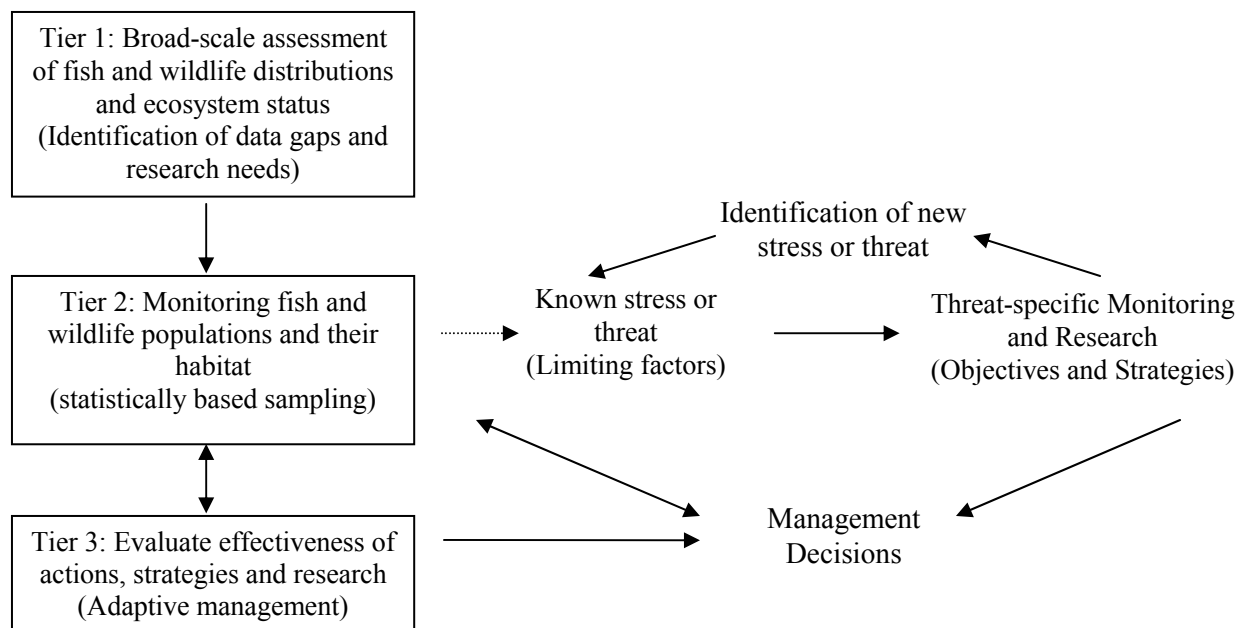 Tier 1: Broad-scale assessment
of fish and wildlife distributions
and ecosystem status
(Identification of data gaps and
research needs)
Identification of new
stress or threat
Tier 2: Monitoring fish and
wildlife populations and their
habitat
(statistically based sampling)
Known stress or
threat
(Limiting factors)
Threat-specific Monitoring
and Research
(Objectives and Strategies)
Tier 3: Evaluate effectiveness of
actions, strategies and research
(Adaptive management)
Management
Decisions